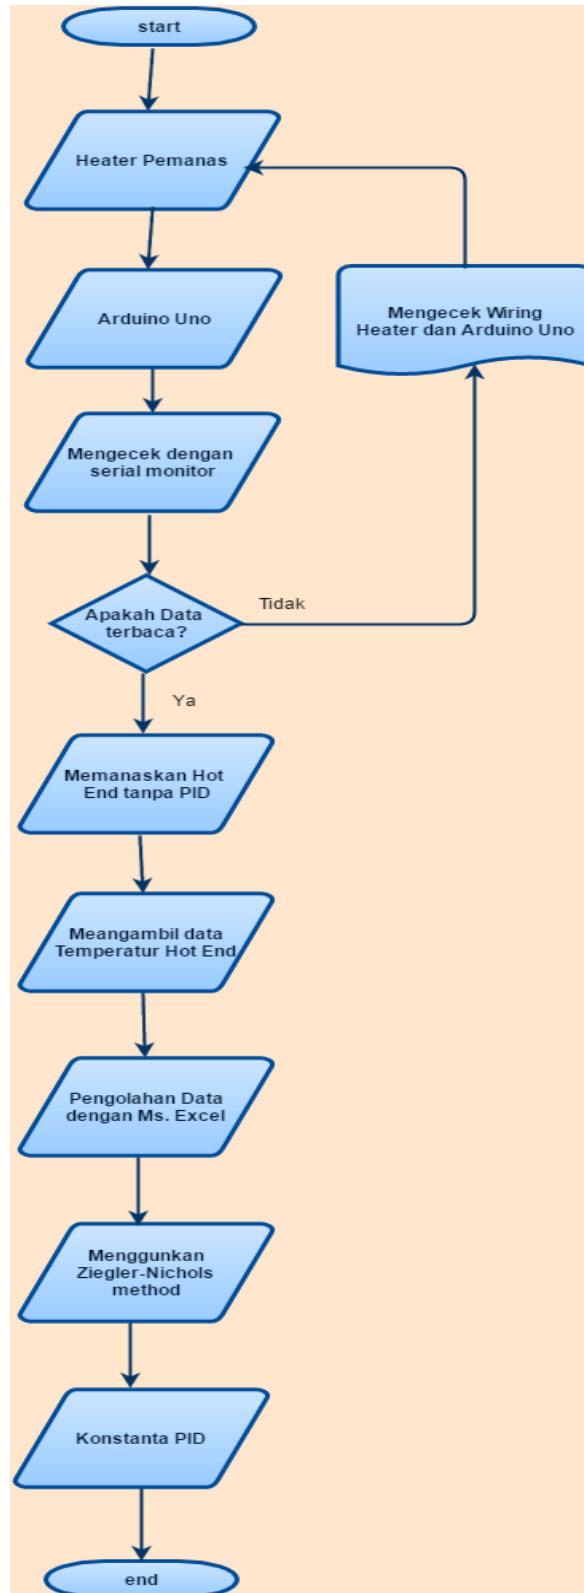 start
Heater Pemanas
Arduino Uno
Mengecek Wiring
Heater dan Arduino Uno
Mengecek dengan
serial monitor
Apakah Data
terbaca?
Tidak
Ya
Memanaskan Hot
End tanpa PID
Meangambil data
Temperatur Hot End
Pengolahan Data
dengan Ms. Excel
Menggunkan
Ziegler-Nichols
method
Konstanta PID
end